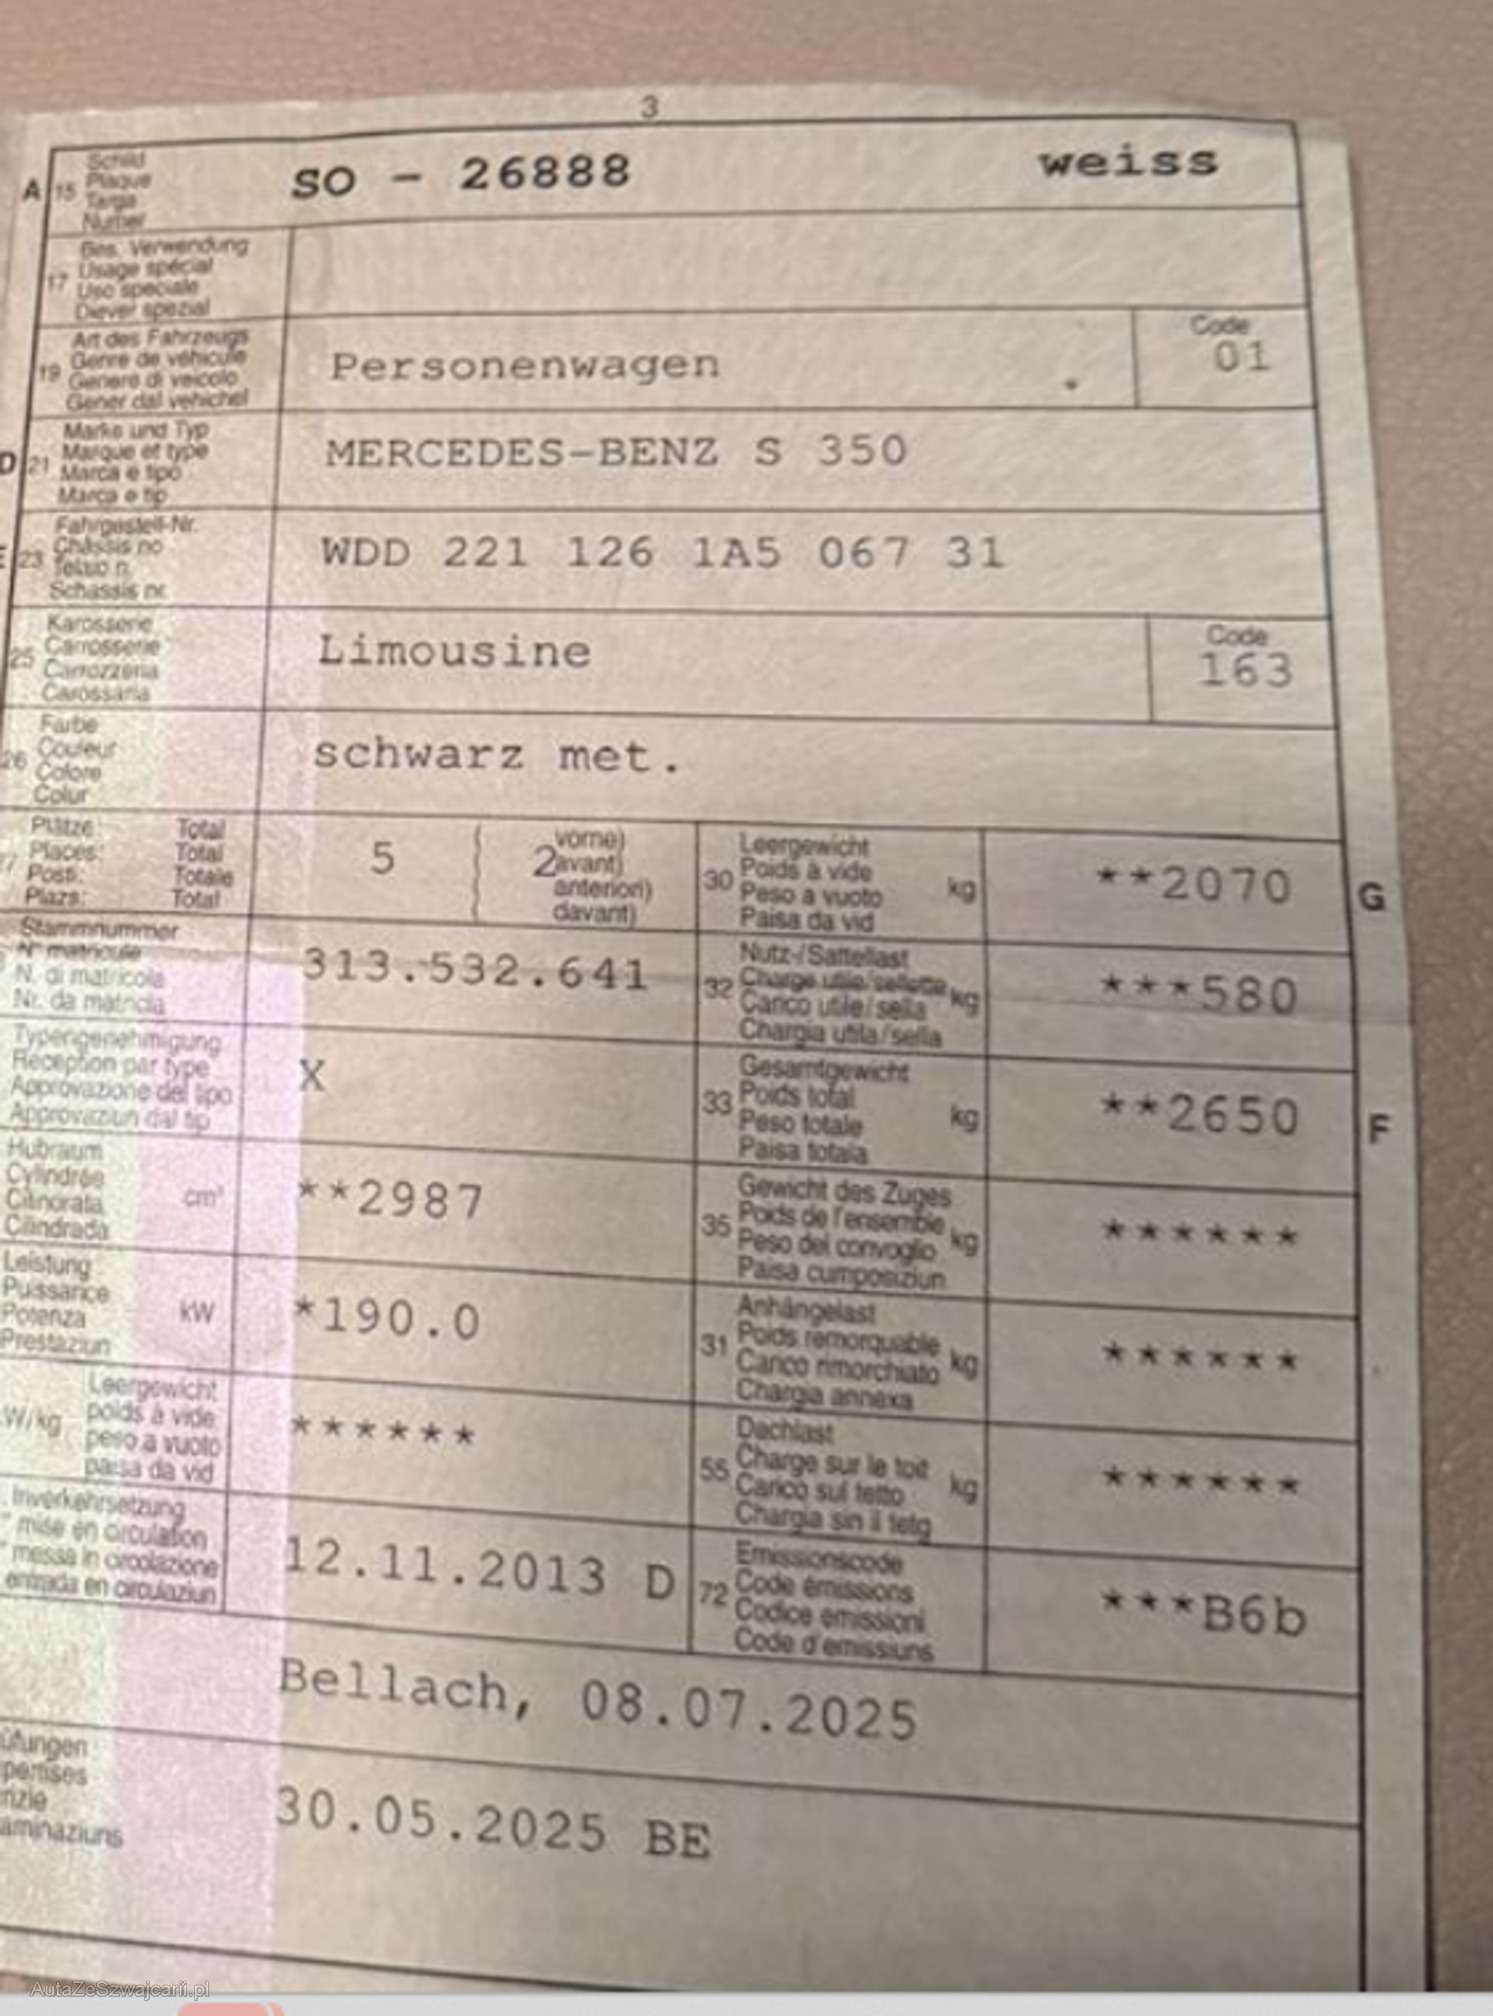 3
A 15 Schild
Plaque
Targa
Numer
SO - 26888 weiss
17 Bes. Verwendung
Usage spécial
Uso speciale
Diever spezial
19 Art des Fahrzeugs
Genre de véhicule
Genere di veicolo
Gener dal vehichel
Personenwagen
Code
01
D 21 Marke und Typ
Marque et type
Marca e tipo
Marca e tip
MERCEDES-BENZ S 350
E 23 Fahrgestell-Nr.
Châssis no
Telaio n.
Schassis nr.
WDD 221 126 1A5 067 31
25 Karosserie
Carrosserie
Carrozzeria
Carossaria
Limousine
Code
163
26 Farbe
Couleur
Colore
Colur
schwarz met.
27 Plätze: Total
Places: Total
Posti: Totale
Plazs: Total
5 2
vorne)
avant)
anteriori)
davant)
30 Leergewicht
Poids à vide
Peso a vuoto
Paisa da vid
kg
**2070 G
Stammnummer
N° matricule
N. di matricola
Nr. da matricla
313.532.641
32 Nutz-/Sattellast
Charge utile/sellette
Carico utile/sella
Chargia utila/sella
kg
***580
Typengenehmigung
Réception par type
Approvazione del tipo
Approvaziun dal tip
X
33 Gesamtgewicht
Poids total
Peso totale
Paisa totala
kg
**2650 F
Hubraum
Cylindrée
Cilindrata
Cilindrada
cm³
**2987
35 Gewicht des Zuges
Poids de l'ensemble
Peso del convoglio
Paisa cumposiziun
kg
******
Leistung
Puissance
Potenza
Prestaziun
kW
*190.0
31 Anhängelast
Poids remorquable
Carico rimorchiato
Chargia annexa
kg
******
W/kg
Leergewicht
poids à vide
peso a vuoto
paisa da vid
******
55 Dachlast
Charge sur le toit
Carico sul tetto
Chargia sin il tetg
kg
******
. Inverkehrsetzung
mise en circulation
messa in circolazione
entrada en circulaziun
12.11.2013 D
72 Emissionscode
Code émissions
Codice emissioni
Code d'emissiuns
***B6b
Bellach, 08.07.2025
üfungen
pertises
nzie
aminaziuns
30.05.2025 BE
AutaZeSzwajcarii.pl